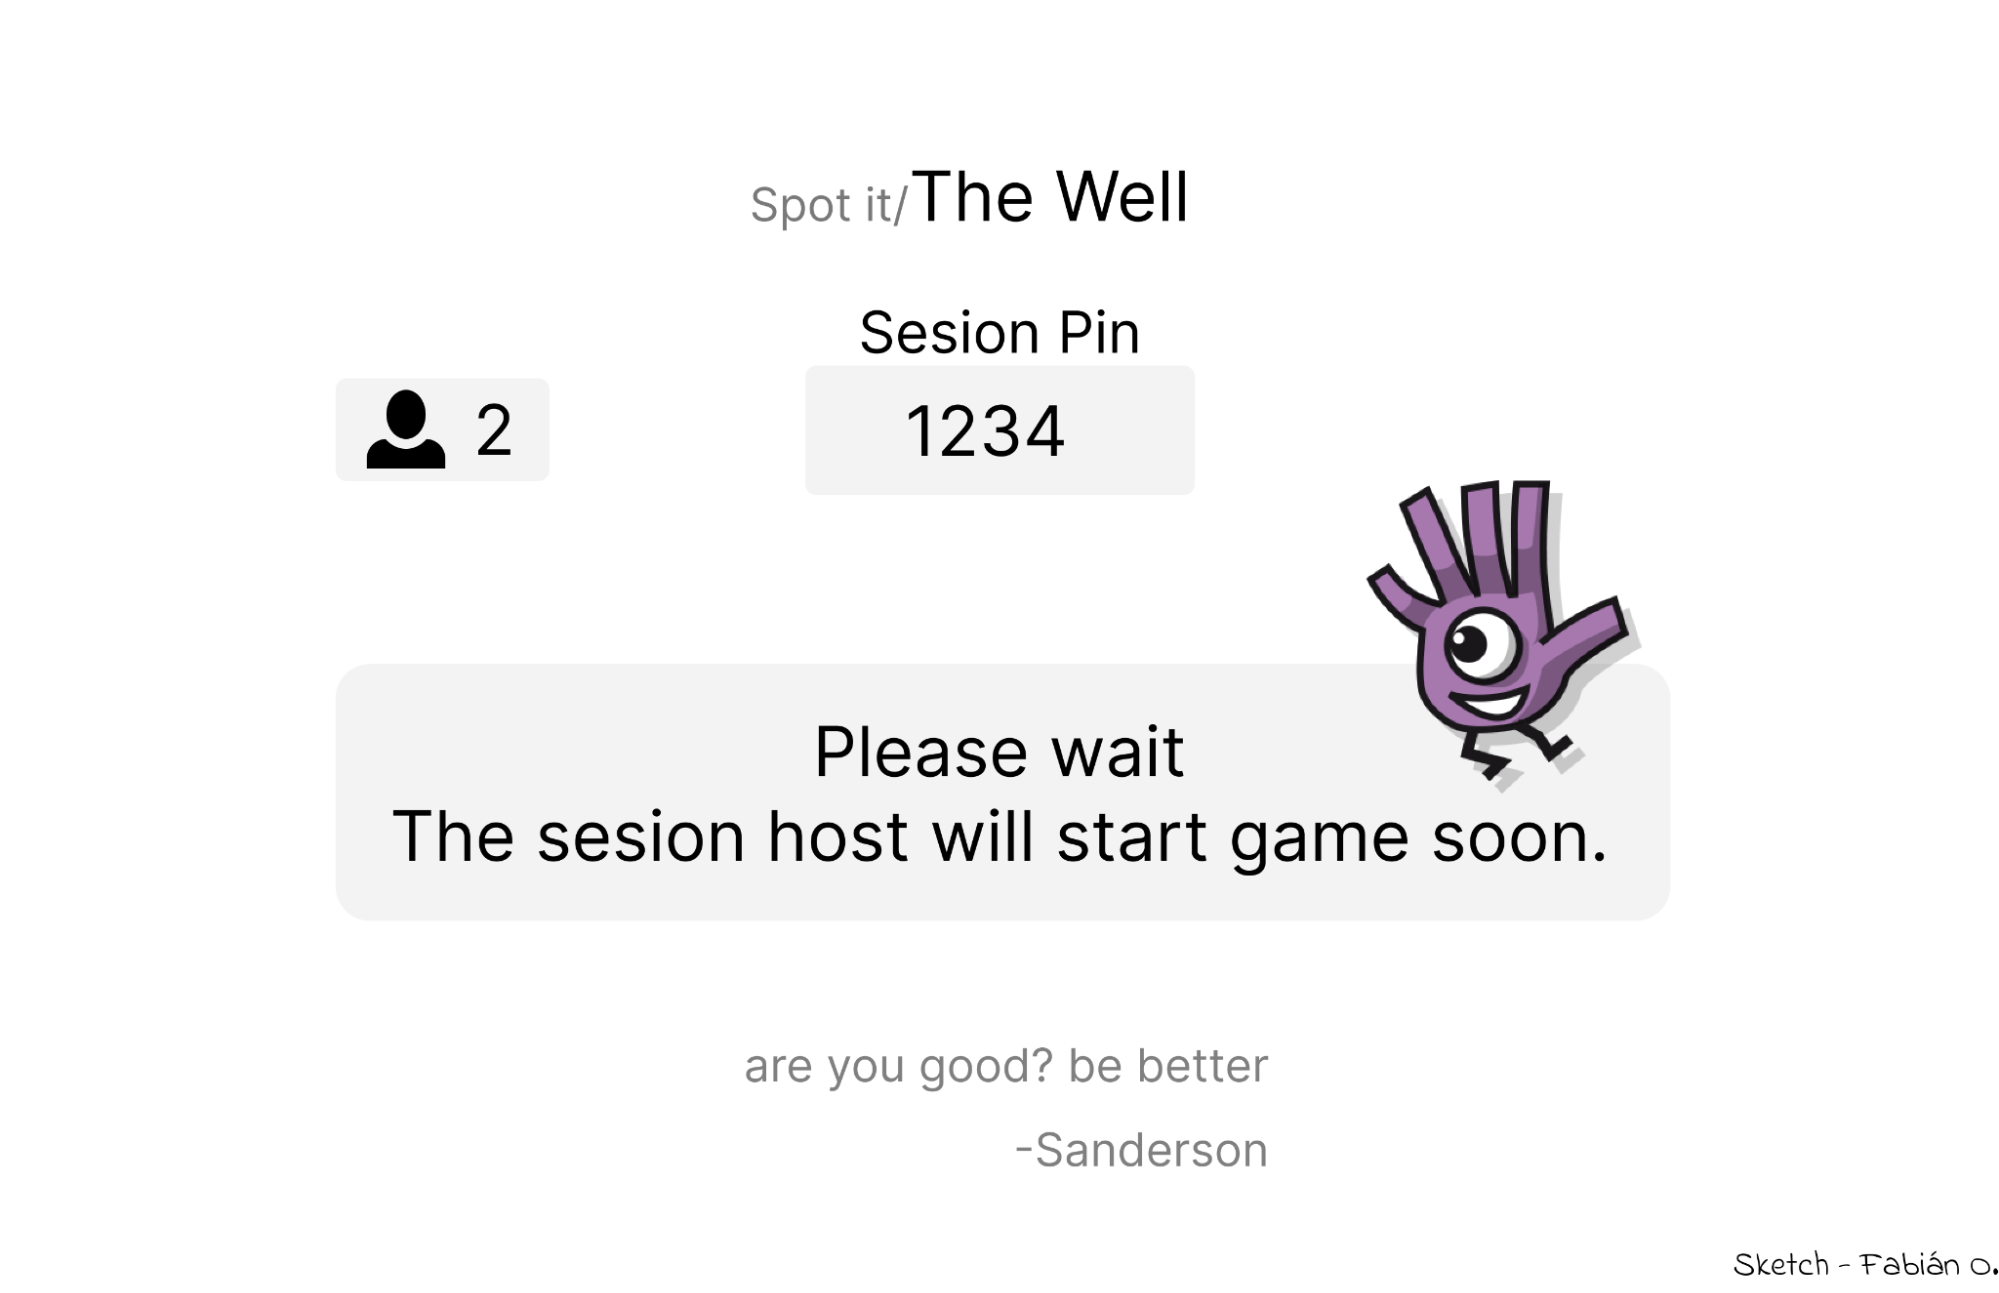 Spot it/The Well
Sesion Pin
2
1234
Please wait
The sesion host will start game soon.
are you good? be better
-Sanderson
Sketch - Fabián O.